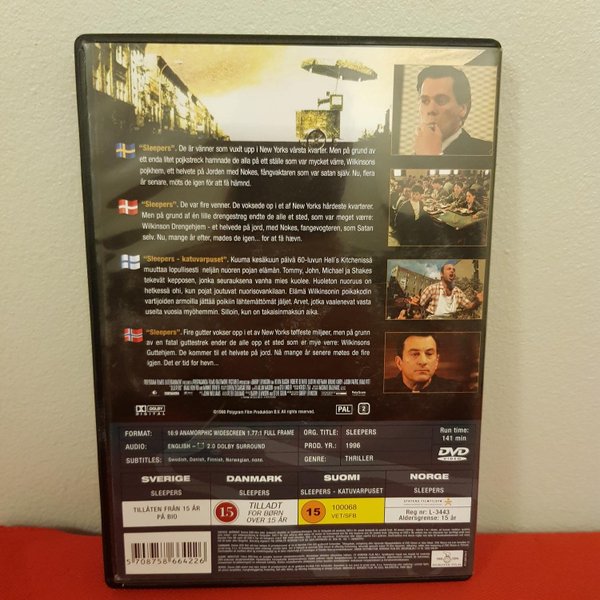 "Sleepers". De är vänner som vuxt upp i New Yorks värsta kvarter. Men på grund av
ett enda litet pojkstreck hamnade de alla på ett ställe som var mycket värre, Wilkinsons
pojkhem, ett helvete på Jorden med Nokes, fångvaktaren som var satan själv. Nu, flera
år senare, möts de igen för att få hämnd.
"Sleepers". De var fire venner. De voksede op i et af New Yorks hårdeste kvarterer.
Men på grund af én lille drengestreg endte de alle et sted, som var meget værre:
Wilkinson Drengehjem - et helvede på jord, med Nokes, fangevogteren, som var Satan
selv. Nu, mange år efter, mødes de igen... for at få hævn.
"Sleepers - katuvarpuset". Kuuma kesäkuun päivä 60-luvun Hell's Kitchenissä
muuttaa lopullisesti neljän nuoren pojan elämän. Tommy, John, Michael ja Shakes
tekevät kepposen, jonka seurauksena vanha mies kuolee. Huoleton nuoruus on
hetkessä ohi, kun pojat joutuvat nuorisovankilaan. Elämä Wilkinsonin poikakodin
vartijoiden armoilla jättää poikiin lähtemättömät jäljet. Arvet, jotka vaalenevat vasta
useita vuosia myöhemmin. Silloin, kun on takaisinmaksun aika.
"Sleepers". Fire gutter vokser opp i et av New Yorks tøffeste miljøer, men på grunn
av en fatal guttestrek ender de alle opp et sted som er mye verre: Wilkinsons
Guttehjem. De kommer til et helvete på jord. Nå mange år senere møtes de fire
igjen. Det er tid for hevn...
DOLBY
DIGITAL
©1996 Polygram Film Produktion B.V. All rights reserved.
PAL
2
FORMAT: 16:9 ANAMORPHIC WIDESCREEN 1.77:1 FULL FRAME
ORG. TITLE: SLEEPERS
Run time:
141 min
AUDIO: ENGLISH - 2.0 DOLBY SURROUND
PROD. YR.: 1996
SUBTITLES: Swedish, Danish, Finnish, Norwegian, none.
GENRE: THRILLER
DVD
VIDEO
SVERIGE DANMARK SUOMI NORGE
SLEEPERS SLEEPERS SLEEPERS - KATUVARPUSET SLEEPERS
TILLÅTEN FRÅN 15 ÅR
PÅ BIO
15
TILLADT
FOR BØRN
OVER 15 ÅR
15
100068
VET/SFB
STATENS FILMTILSYN
Reg nr: L-3443
Aldersgrense: 15 år
5 708758 664226